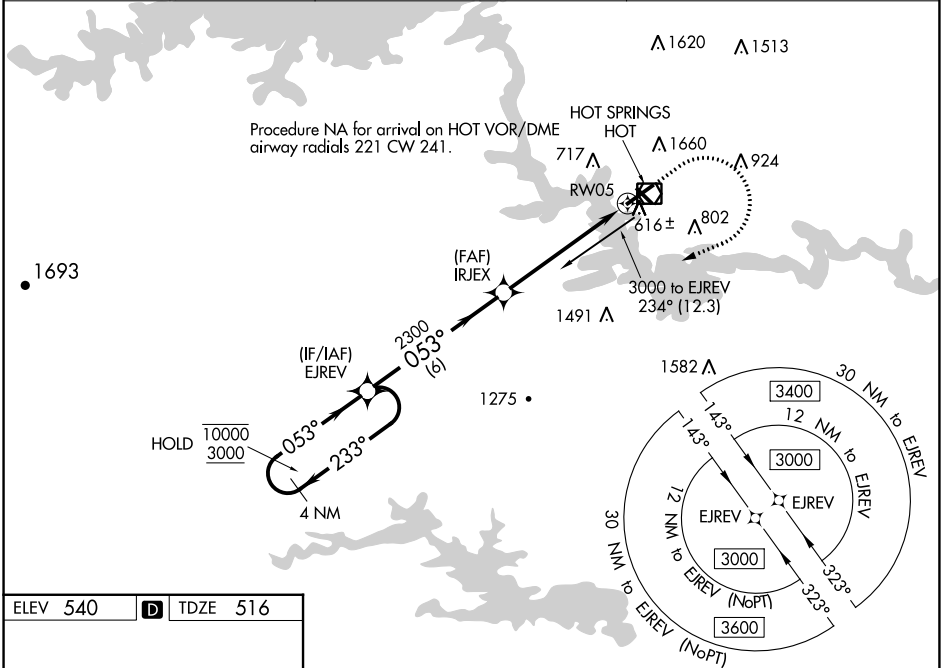 1620
1513
HOT SPRINGS
HOT
Procedure NA for arrival on HOT VOR/DME
airway radials 221 CW 241.
717
1660
924
RW05
616±
802
1693
(FAF)
IRJEX
3000 to EJREV
234° (12.3)
1491
2300
053°
(6)
(IF/IAF)
EJREV
1582
1275
HOLD
10000
3000
053°
233°
4 NM
30 NM to EJREV
3400
143°
143°
12 NM to EJREV
3000
EJREV
EJREV
12 NM to EJREV (NoPT)
3000
323°
323°
30 NM to EJREV (NoPT)
3600
ELEV 540
D
TDZE 516